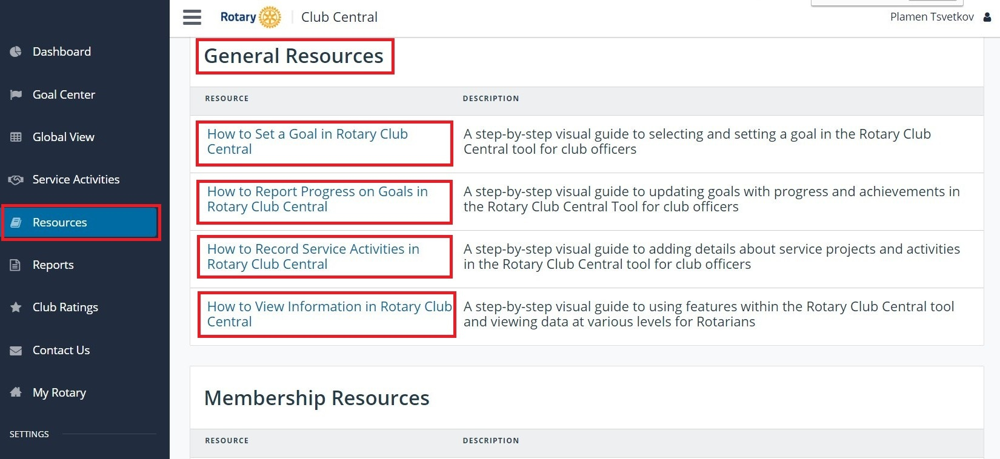 Rotary
Club Central
Plamen Tsvetkov
Dashboard
Goal Center
Global View
Service Activities
Resources
Reports
Club Ratings
Contact Us
My Rotary
SETTINGS
General Resources
RESOURCE
DESCRIPTION
How to Set a Goal in Rotary Club
Central
A step-by-step visual guide to selecting and setting a goal in the Rotary Club
Central tool for club officers
How to Report Progress on Goals in
Rotary Club Central
A step-by-step visual guide to updating goals with progress and achievements in
the Rotary Club Central Tool for club officers
How to Record Service Activities in
Rotary Club Central
A step-by-step visual guide to adding details about service projects and activities
in the Rotary Club Central tool for club officers
How to View Information in Rotary Club
Central
A step-by-step visual guide to using features within the Rotary Club Central tool
and viewing data at various levels for Rotarians
Membership Resources
RESOURCE
DESCRIPTION